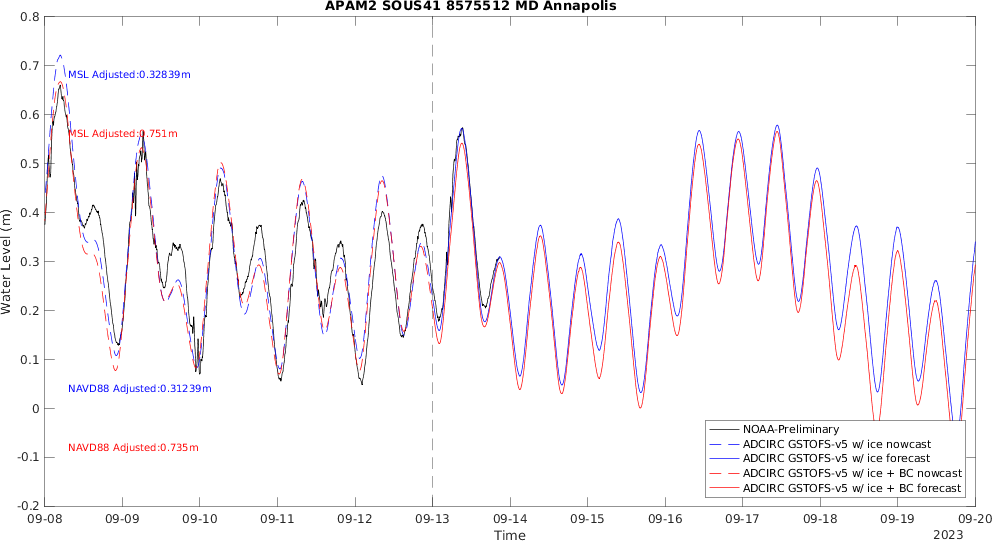 APAM2 SOUS41 8575512 MD Annapolis
0.8
0.7
0.6
0.5
0.4
0.3
0.2
0.1
0
-0.1
-0.2
Water Level (m)
MSL Adjusted:0.32839m
MSL Adjusted:0.751m
NAVD88 Adjusted:0.31239m
NAVD88 Adjusted:0.735m
NOAA-Preliminary
ADCIRC GSTOFS-v5 w/ ice nowcast
ADCIRC GSTOFS-v5 w/ ice forecast
ADCIRC GSTOFS-v5 w/ ice + BC nowcast
ADCIRC GSTOFS-v5 w/ ice + BC forecast
09-08 09-09 09-10 09-11 09-12 09-13 09-14 09-15 09-16 09-17 09-18 09-19 09-20
Time
2023